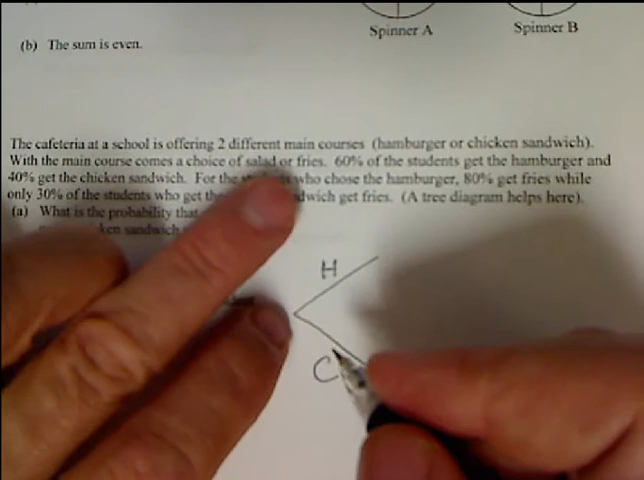 Spinner A Spinner B
(b) The sum is even.
The cafeteria at a school is offering 2 different main courses (hamburger or chicken sandwich).
With the main course comes a choice of salad or fries. 60% of the students get the hamburger and
40% get the chicken sandwich. For the who chose the hamburger, 80% get fries while
only 30% of the students who get the dwich get fries. (A tree diagram helps here).
(a) What is the probability that
ken sandwich
H
C